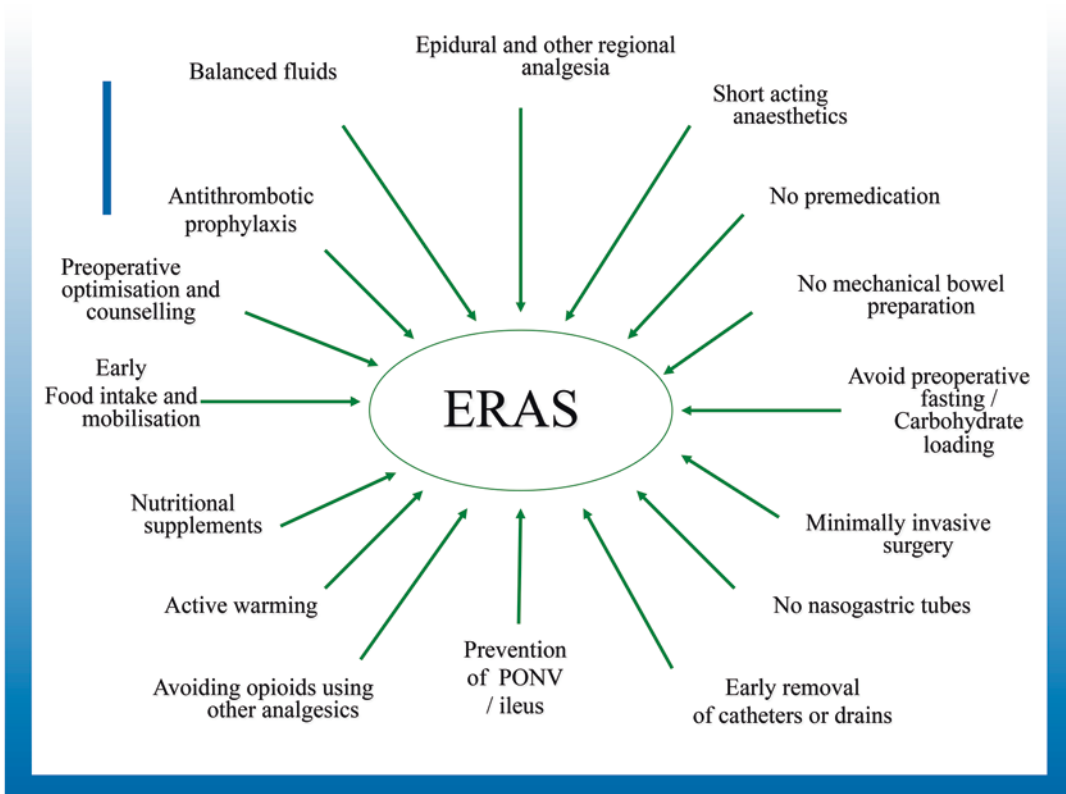 Epidural and other regional
analgesia
Balanced fluids
Short acting
anaesthetics
Antithrombotic
prophylaxis
No premedication
Preoperative
optimisation and
counselling
No mechanical bowel
preparation
Early
Food intake and
mobilisation
ERAS
Avoid preoperative
fasting /
Carbohydrate
loading
Nutritional
supplements
Minimally invasive
surgery
Active warming
No nasogastric tubes
Avoiding opioids using
other analgesics
Prevention
of PONV
/ ileus
Early removal
of catheters or drains